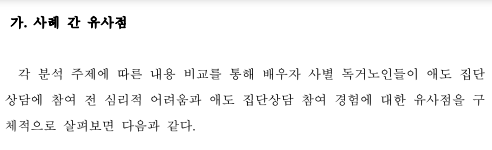 가. 사례 간 유사점
각 분석 주제에 따른 내용 비교를 통해 배우자 사별 독거노인들이 애도 집단
상담에 참여 전 심리적 어려움과 애도 집단상담 참여 경험에 대한 유사점을 구
체적으로 살펴보면 다음과 같다.